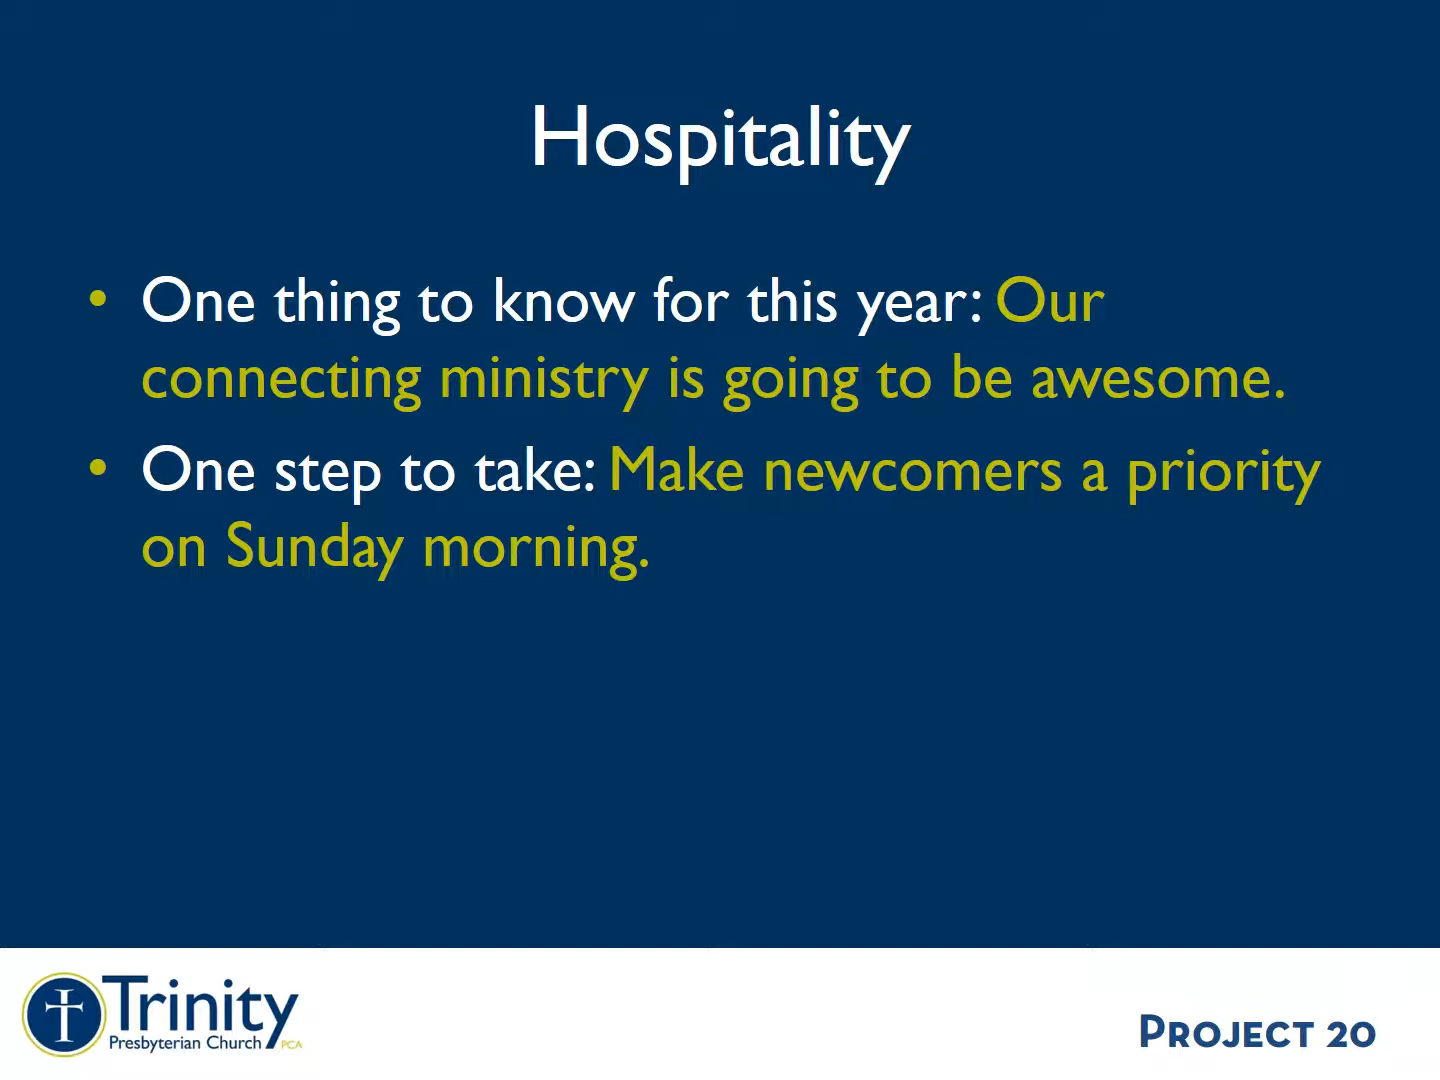 Hospitality
• One thing to know for this year: Our
connecting ministry is going to be awesome.
• One step to take: Make newcomers a priority
on Sunday morning.
Trinity
Presbyterian Church PCA
PROJECT 20